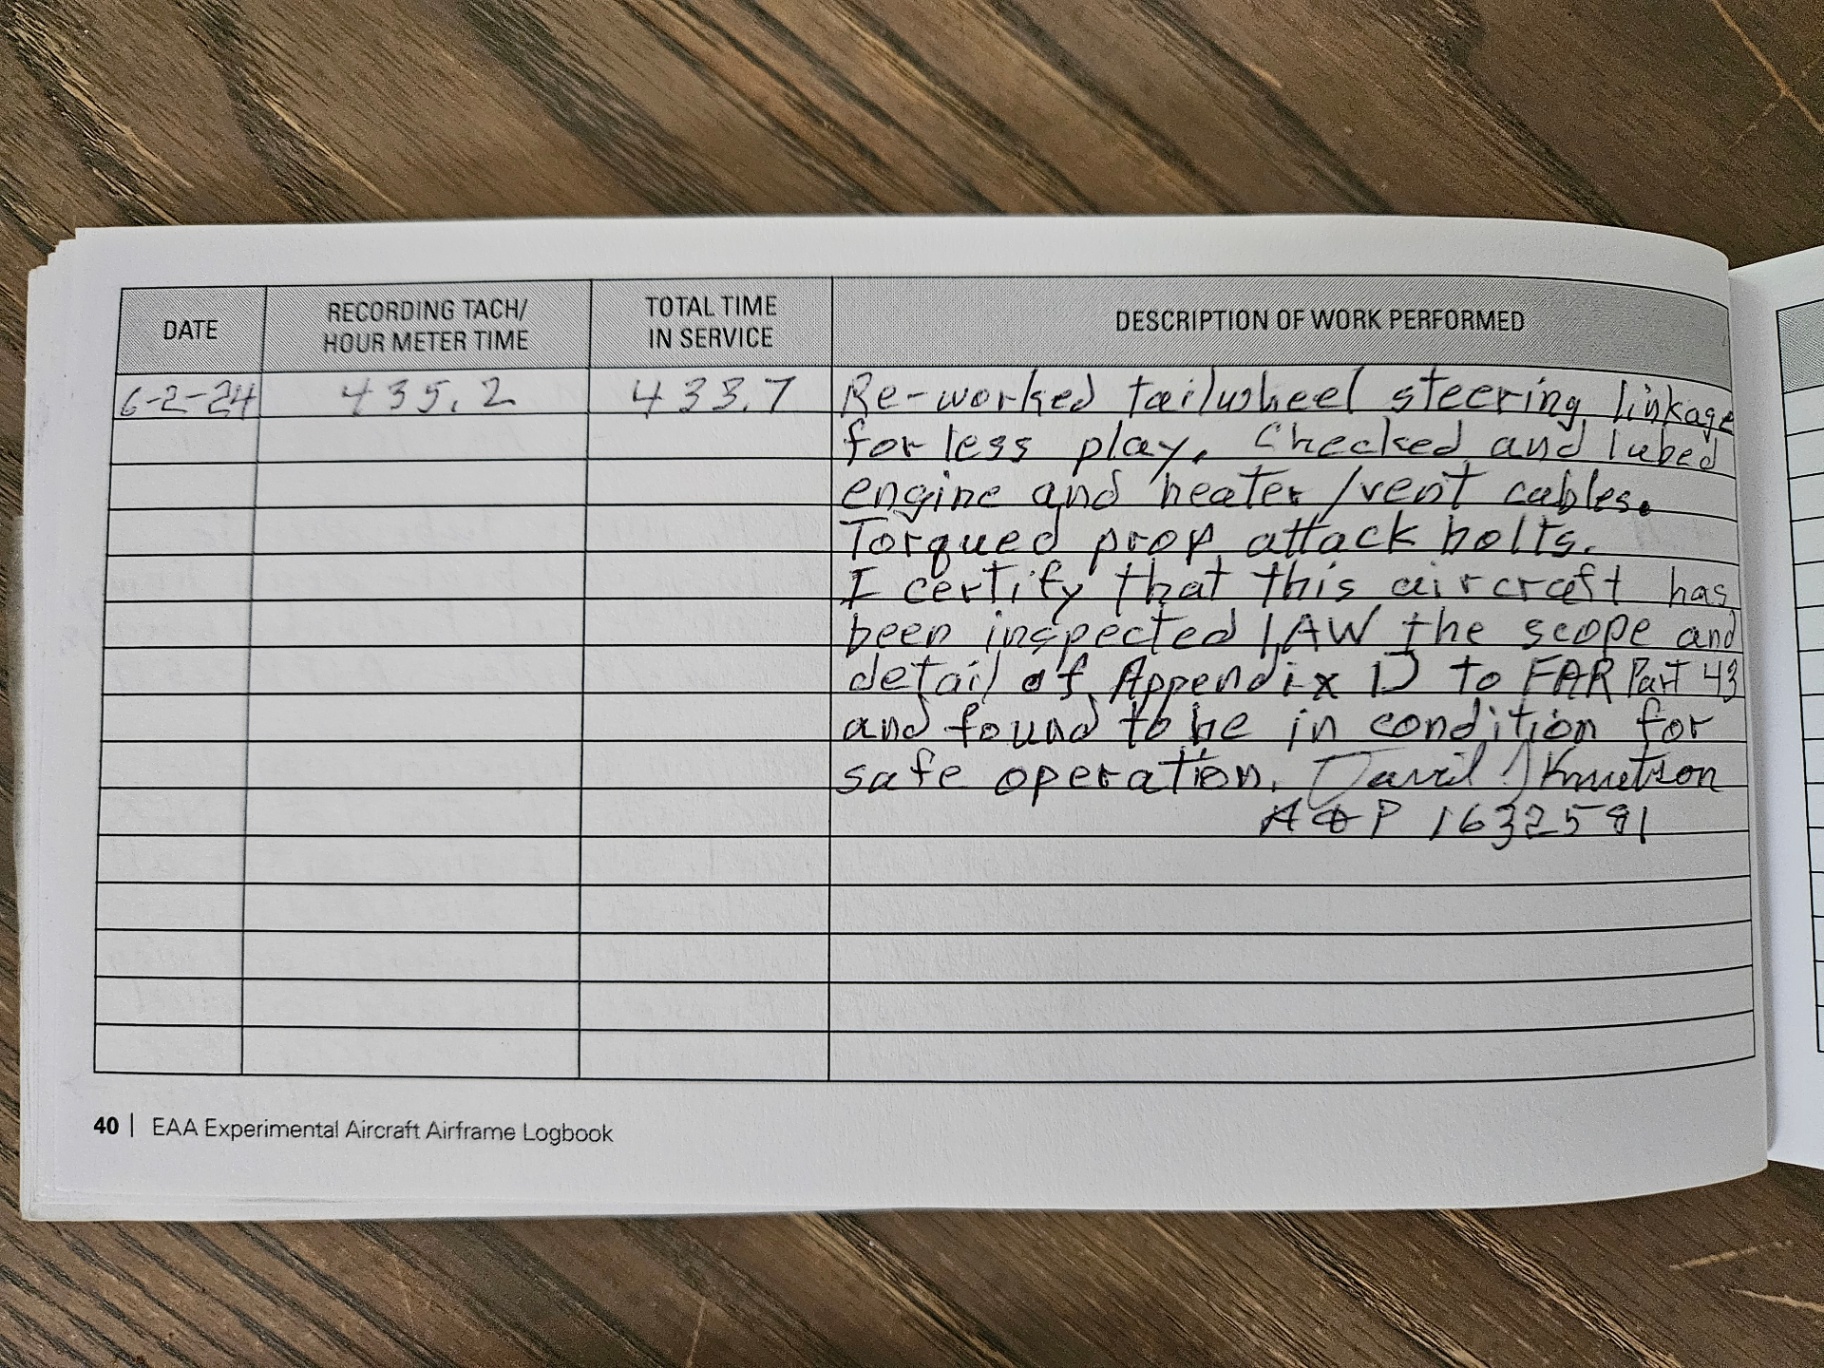 DATE
RECORDING TACH/
HOUR METER TIME
TOTAL TIME
IN SERVICE
DESCRIPTION OF WORK PERFORMED
6-2-24 435.2 433.7 Re-worked tailwheel steering linkage
for less play. Checked and lubed
engine and heater/vent cables.
Torqued prop attack bolts.
I certify that this aircraft has
been inspected IAW the scope and
detail of Appendix D to FAR Part 43
and found to be in condition for
safe operation. David J Knutson
A&P 1632591
40 | EAA Experimental Aircraft Airframe Logbook